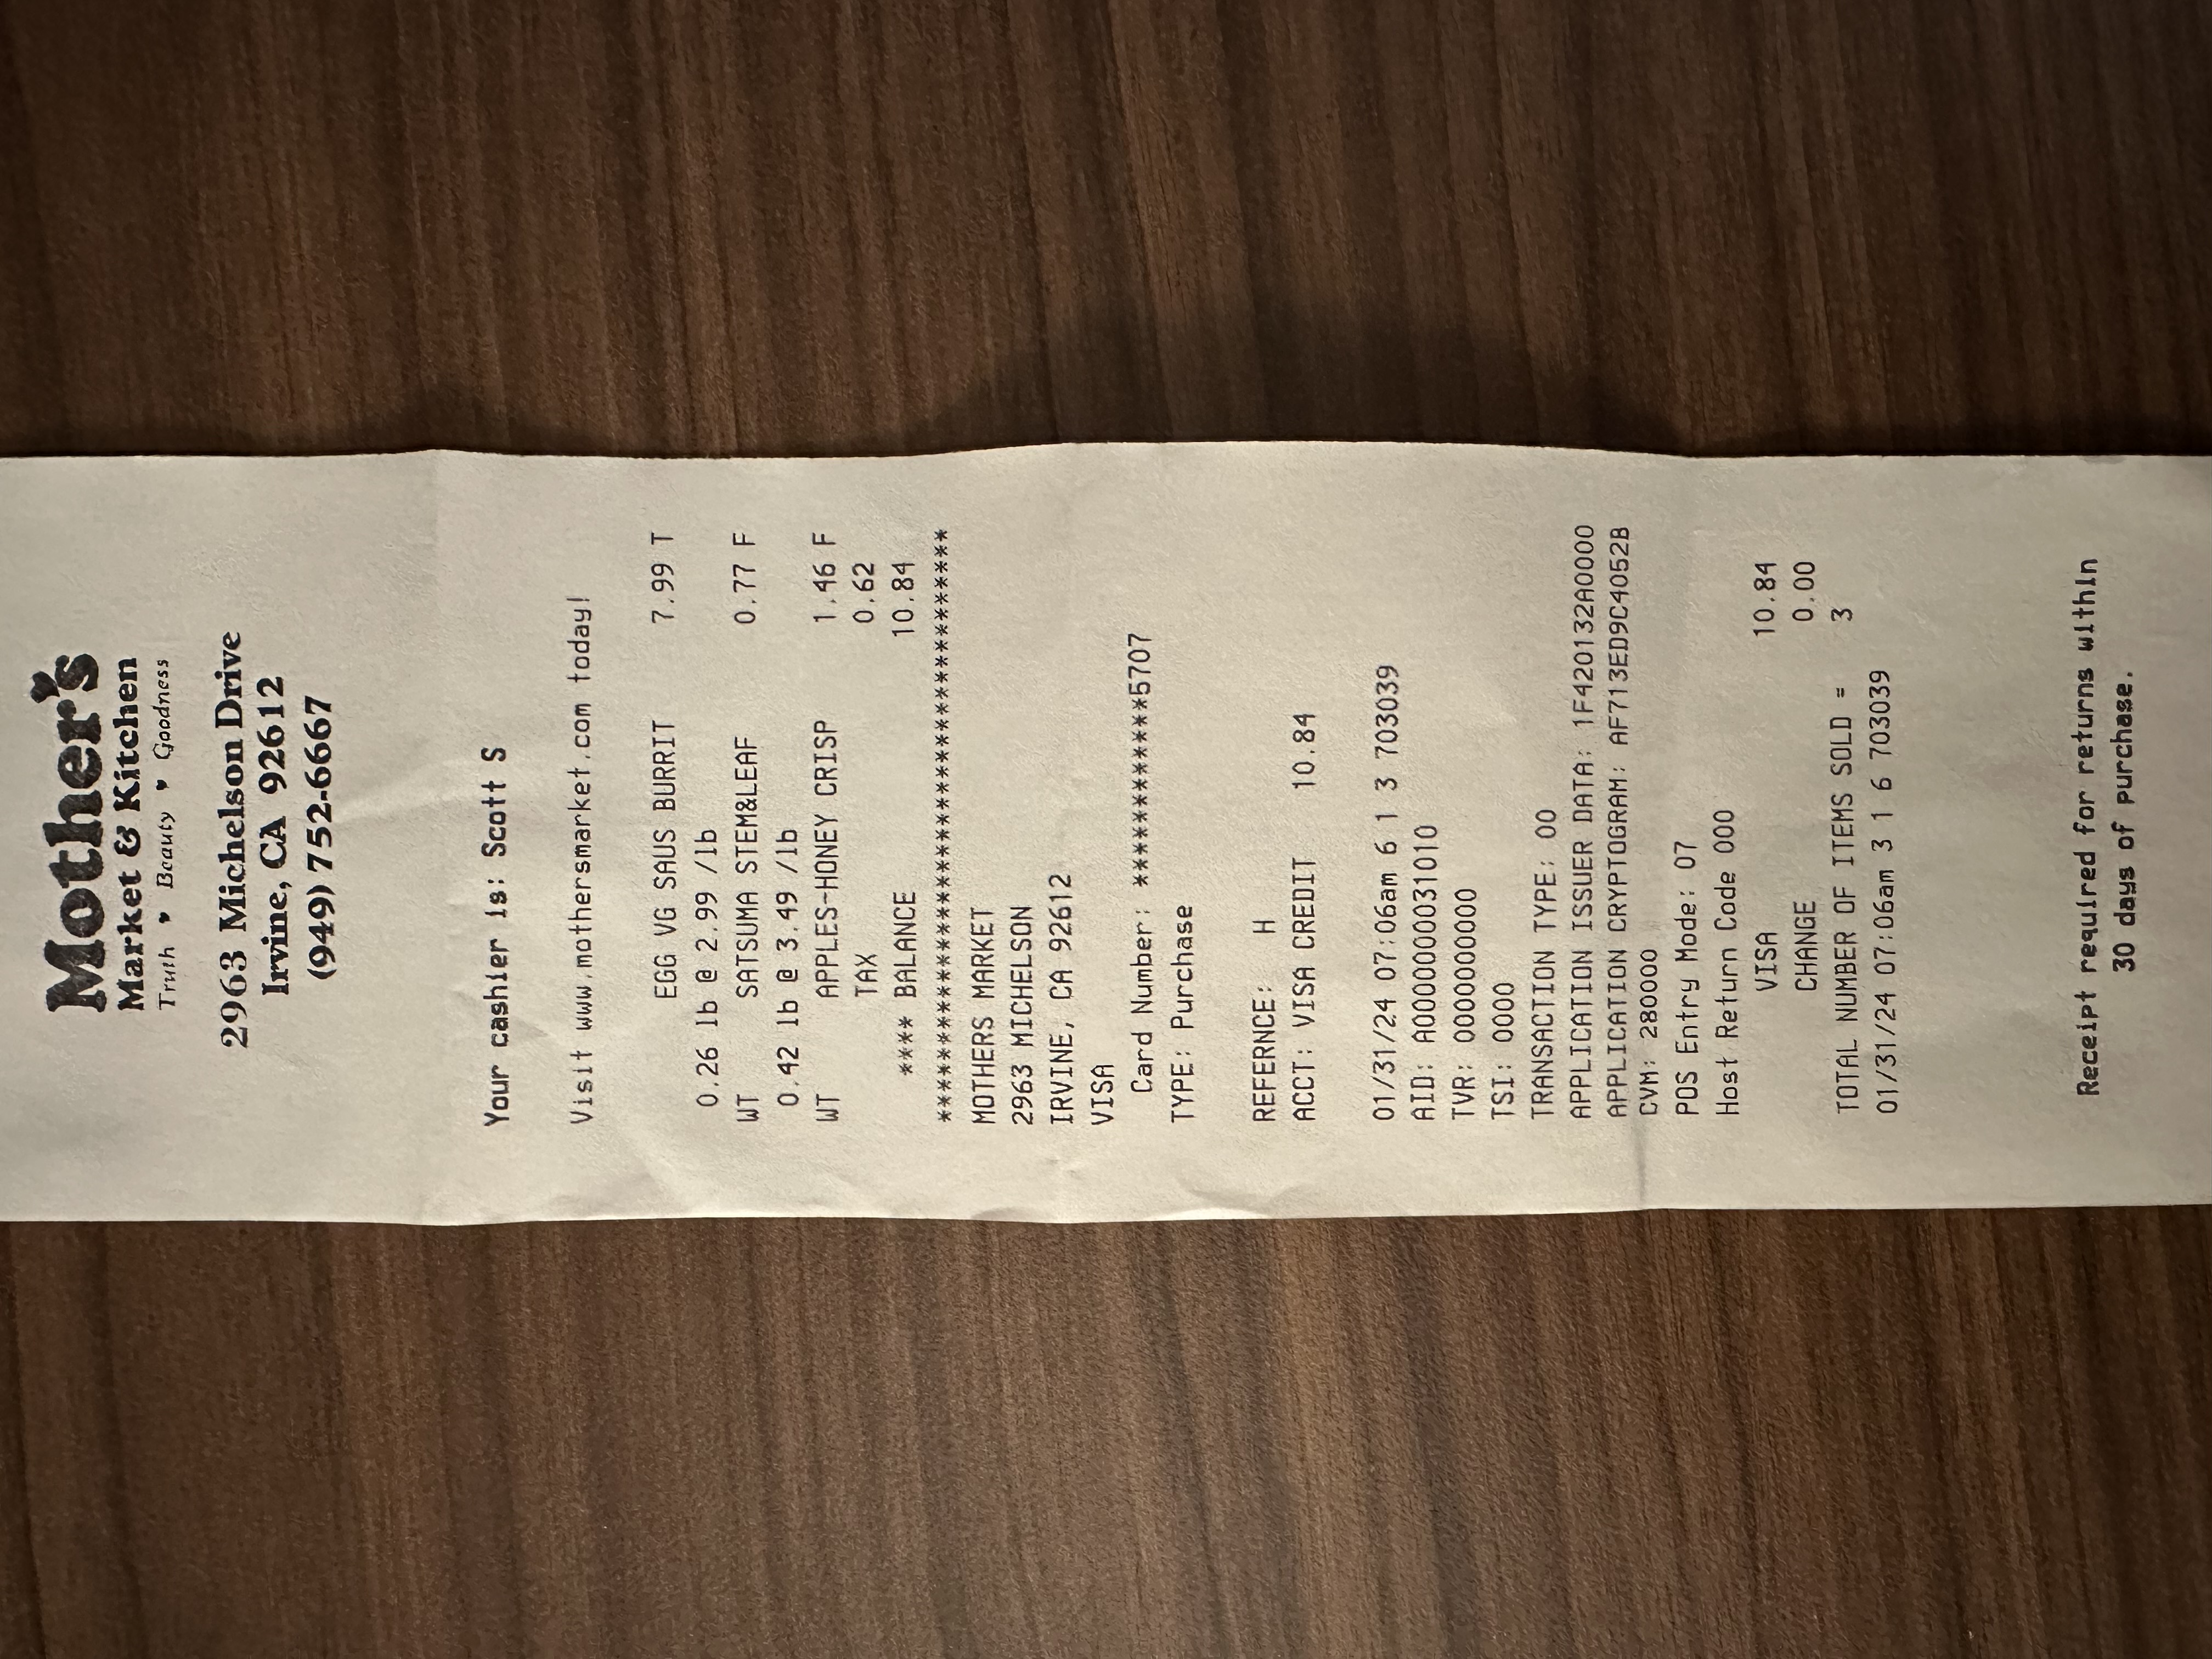 Mother's
Market & Kitchen
Truth ♥ Beauty ♥ Goodness
2963 Michelson Drive
Irvine, CA 92612
(949) 752-6667
Your cashier is: Scott S
Visit www.mothersmarket.com today!
EGG VG SAUS BURRIT 7.99 T
0.26 lb @ 2.99 /lb
WT SATSUMA STEM&LEAF 0.77 F
0.42 lb @ 3.49 /lb
WT APPLES-HONEY CRISP 1.46 F
TAX 0.62
**** BALANCE 10.84
**************************************
MOTHERS MARKET
2963 MICHELSON
IRVINE, CA 92612
VISA
Card Number: ************5707
TYPE: Purchase
REFERNCE: H
ACCT: VISA CREDIT 10.84
01/31/24 07:06am 6 1 3 703039
AID: A0000000031010
TVR: 0000000000
TSI: 0000
TRANSACTION TYPE: 00
APPLICATION ISSUER DATA: 1F420132A0000
APPLICATION CRYPTOGRAM: AF713ED9C4052B
CVM: 280000
POS Entry Mode: 07
Host Return Code 000
VISA 10.84
CHANGE 0.00
TOTAL NUMBER OF ITEMS SOLD = 3
01/31/24 07:06am 3 1 6 703039
Receipt required for returns within
30 days of purchase.